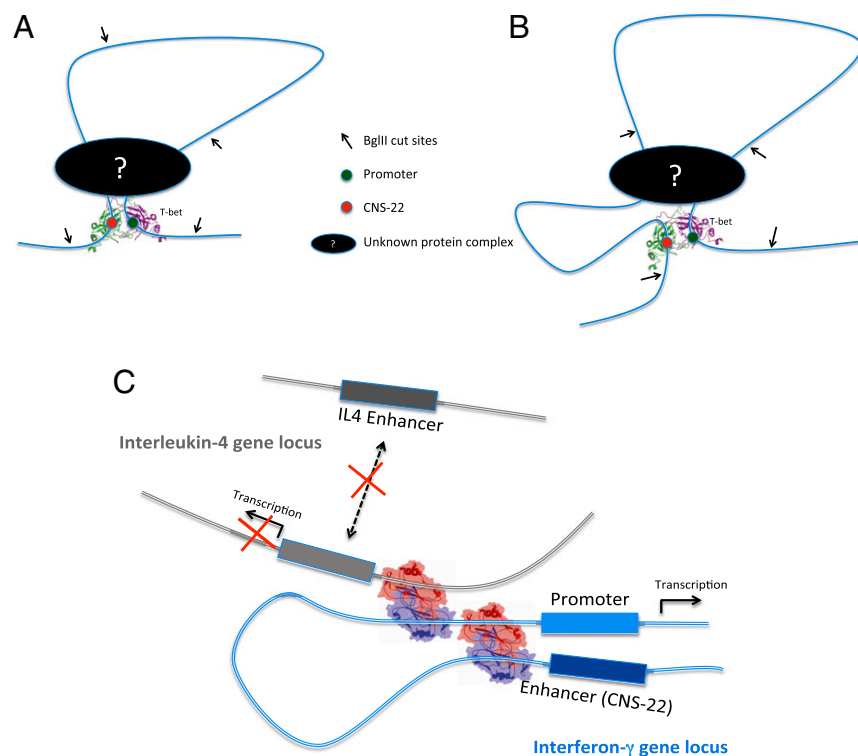 A
B
?
T-bet
BglII cut sites
Promoter
CNS-22
?
Unknown protein complex
?
T-bet
C
IL4 Enhancer
Interleukin-4 gene locus
Transcription
Transcription
Promoter
Enhancer (CNS-22)
Interferon-γ gene locus